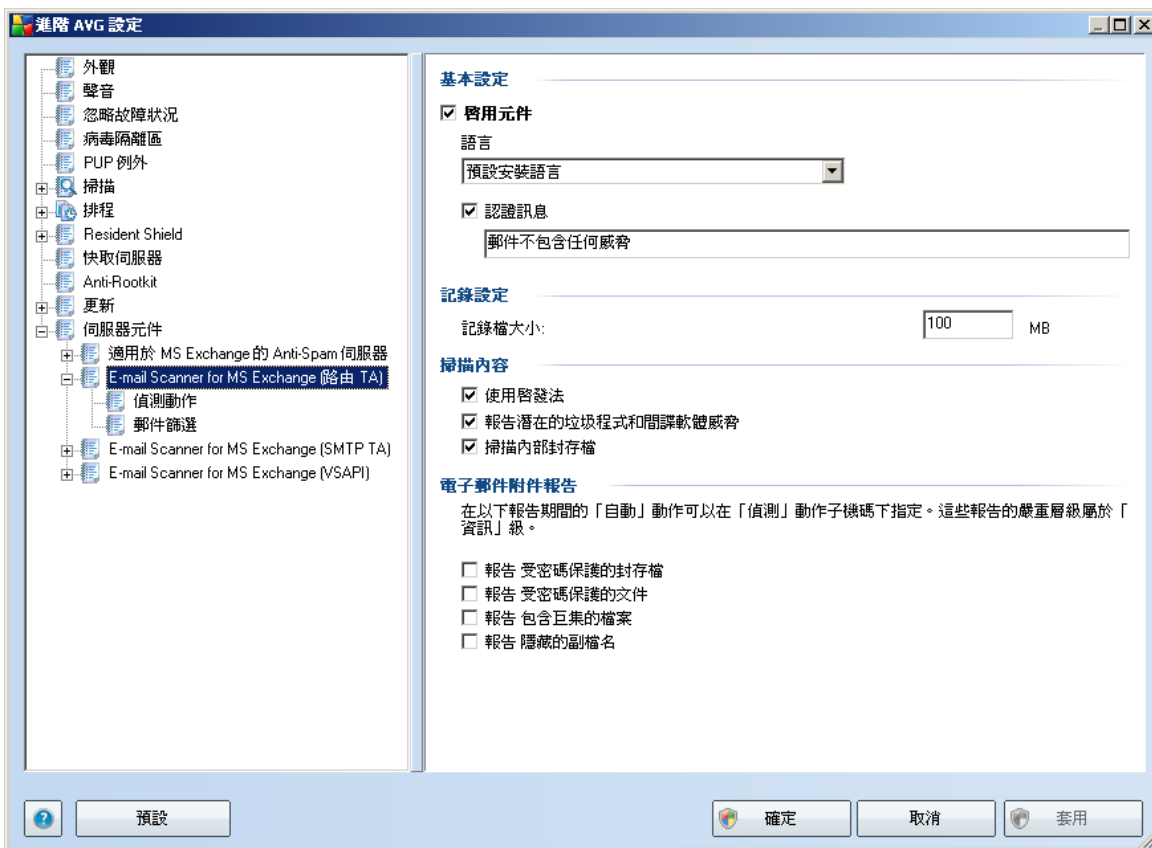 進階 AVG 設定
外觀
聲音
忽略故障狀況
病毒隔離區
PUP 例外
掃描
排程
Resident Shield
快取伺服器
Anti-Rootkit
更新
伺服器元件
適用於 MS Exchange 的 Anti-Spam 伺服器
E-mail Scanner for MS Exchange (路由 TA)
偵測動作
郵件篩選
E-mail Scanner for MS Exchange (SMTP TA)
E-mail Scanner for MS Exchange (VSAPI)
基本設定
啓用元件
語言
預設安裝語言
認證訊息
郵件不包含任何威脅
記錄設定
記錄檔大小:
100 MB
掃描內容
使用啓發法
報告潛在的垃圾程式和間諜軟體威脅
掃描內部封存檔
電子郵件附件報告
在以下報告期間的「自動」動作可以在「偵測」動作子機碼下指定。這些報告的嚴重層級屬於「
資訊」級。
報告 受密碼保護的封存檔
報告 受密碼保護的文件
報告 包含巨集的檔案
報告 隱藏的副檔名
預設
確定
取消
套用